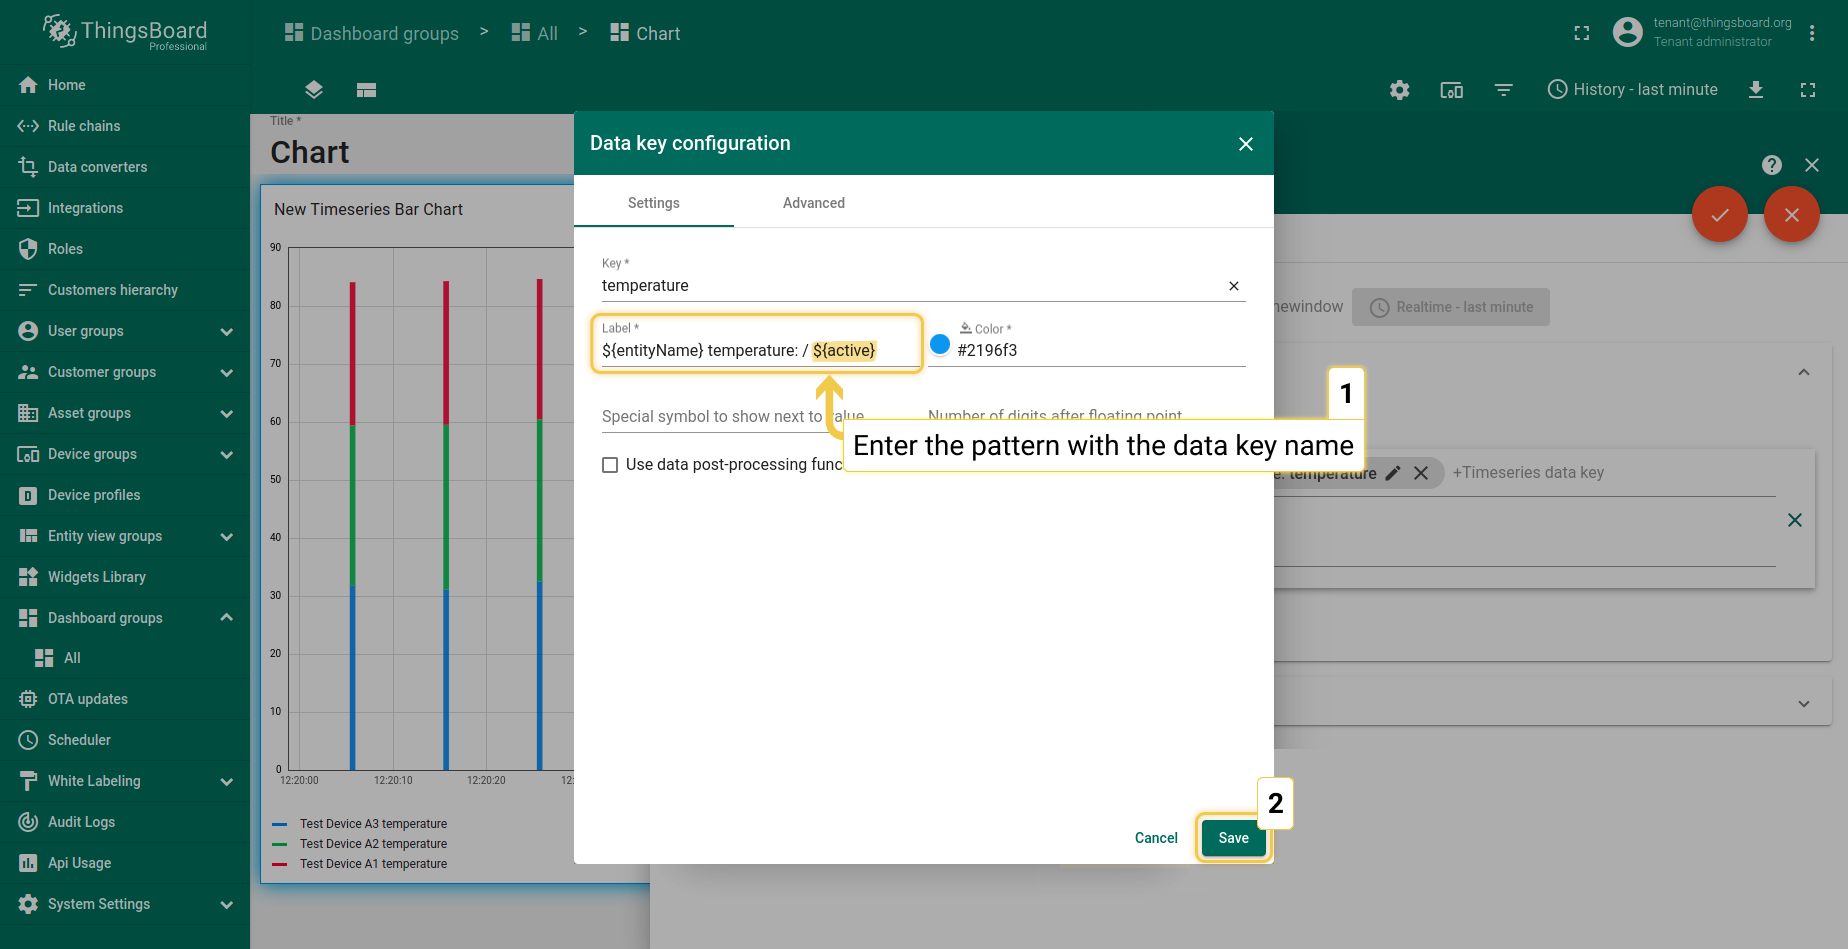 ThingsBoard
Professional
Dashboard groups > All > Chart
tenant@thingsboard.org
Tenant administrator
Home
Rule chains
Data converters
Integrations
Roles
Customers hierarchy
User groups
Customer groups
Asset groups
Device groups
Device profiles
Entity view groups
Widgets Library
Dashboard groups
All
OTA updates
Scheduler
White Labeling
Audit Logs
Api Usage
System Settings
History - last minute
Title *
Chart
New Timeseries Bar Chart
90
80
70
60
50
40
30
20
10
0
12:20:00 12:20:10 12:20:20 12:
Test Device A3 temperature
Test Device A2 temperature
Test Device A1 temperature
Data key configuration
Settings Advanced
Key *
temperature
Label *
${entityName} temperature: / ${active}
Color *
#2196f3
Special symbol to show next to value
Number of digits after floating point
Use data post-processing func
1
Enter the pattern with the data key name
Cancel
Save
2
newindow
Realtime - last minute
e: temperature
+Timeseries data key